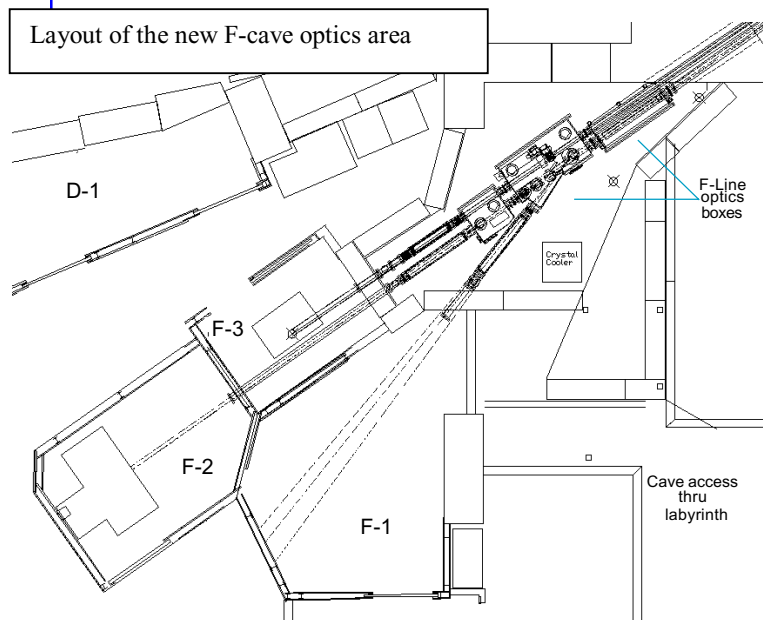 Layout of the new F-cave optics area
D-1
F-Line
optics
boxes
Crystal
Cooler
F-3
F-2
F-1
Cave access
thru
labyrinth